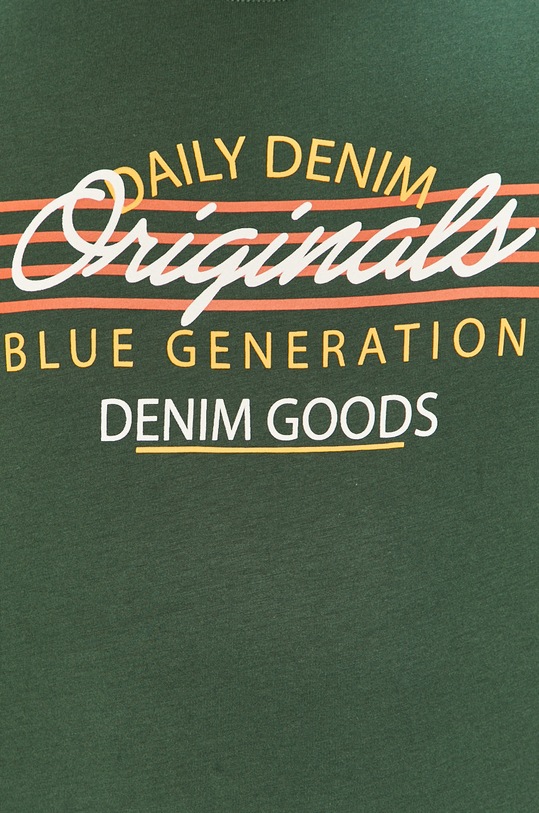 DAILY DENIM
Originals
BLUE GENERATION
DENIM GOODS